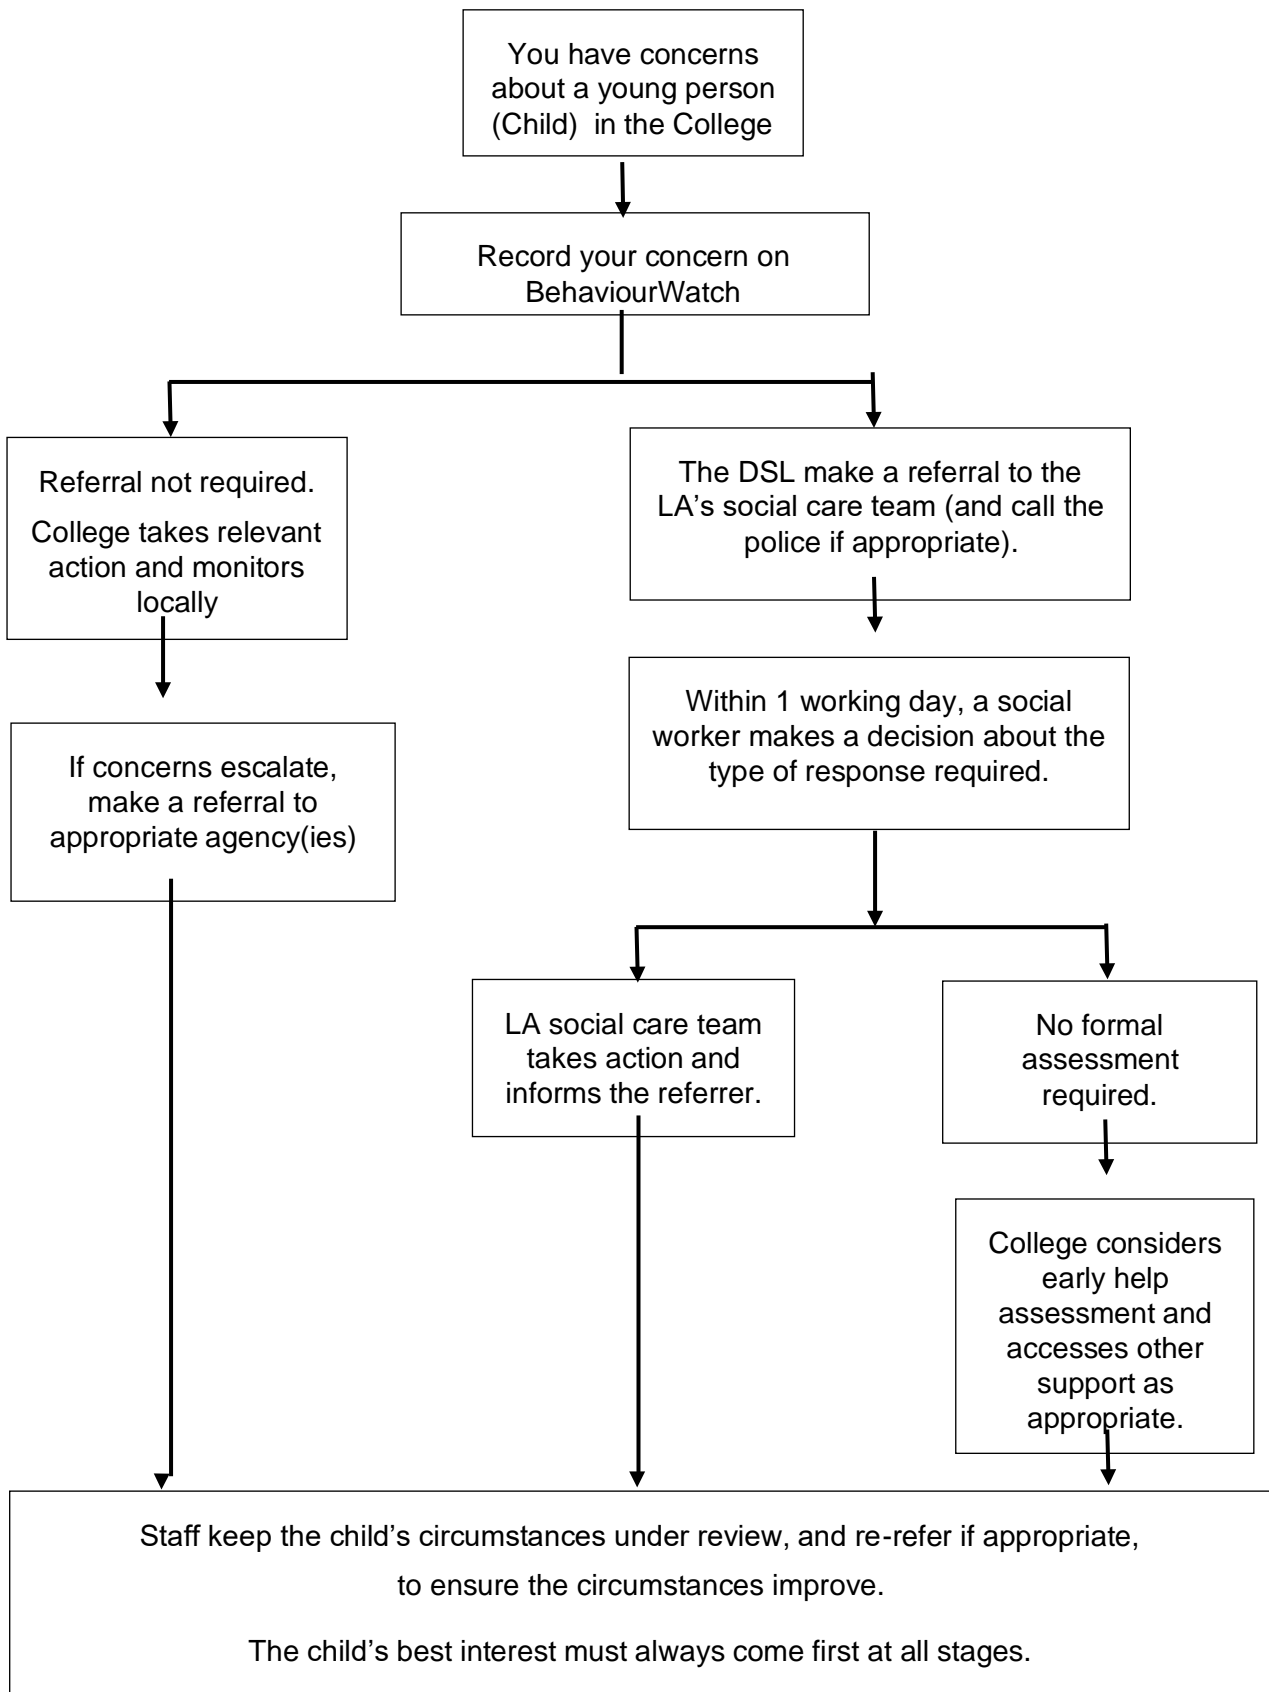 You have concerns
about a young person
(Child) in the College
Record your concern on
BehaviourWatch
Referral not required.
College takes relevant
action and monitors
locally
The DSL make a referral to the
LA's social care team (and call the
police if appropriate).
Within 1 working day, a social
worker makes a decision about the
type of response required.
If concerns escalate,
make a referral to
appropriate agency(ies)
LA social care team
takes action and
informs the referrer.
No formal
assessment
required.
College considers
early help
assessment and
accesses other
support as
appropriate.
Staff keep the child's circumstances under review, and re-refer if appropriate,
to ensure the circumstances improve.
The child's best interest must always come first at all stages.